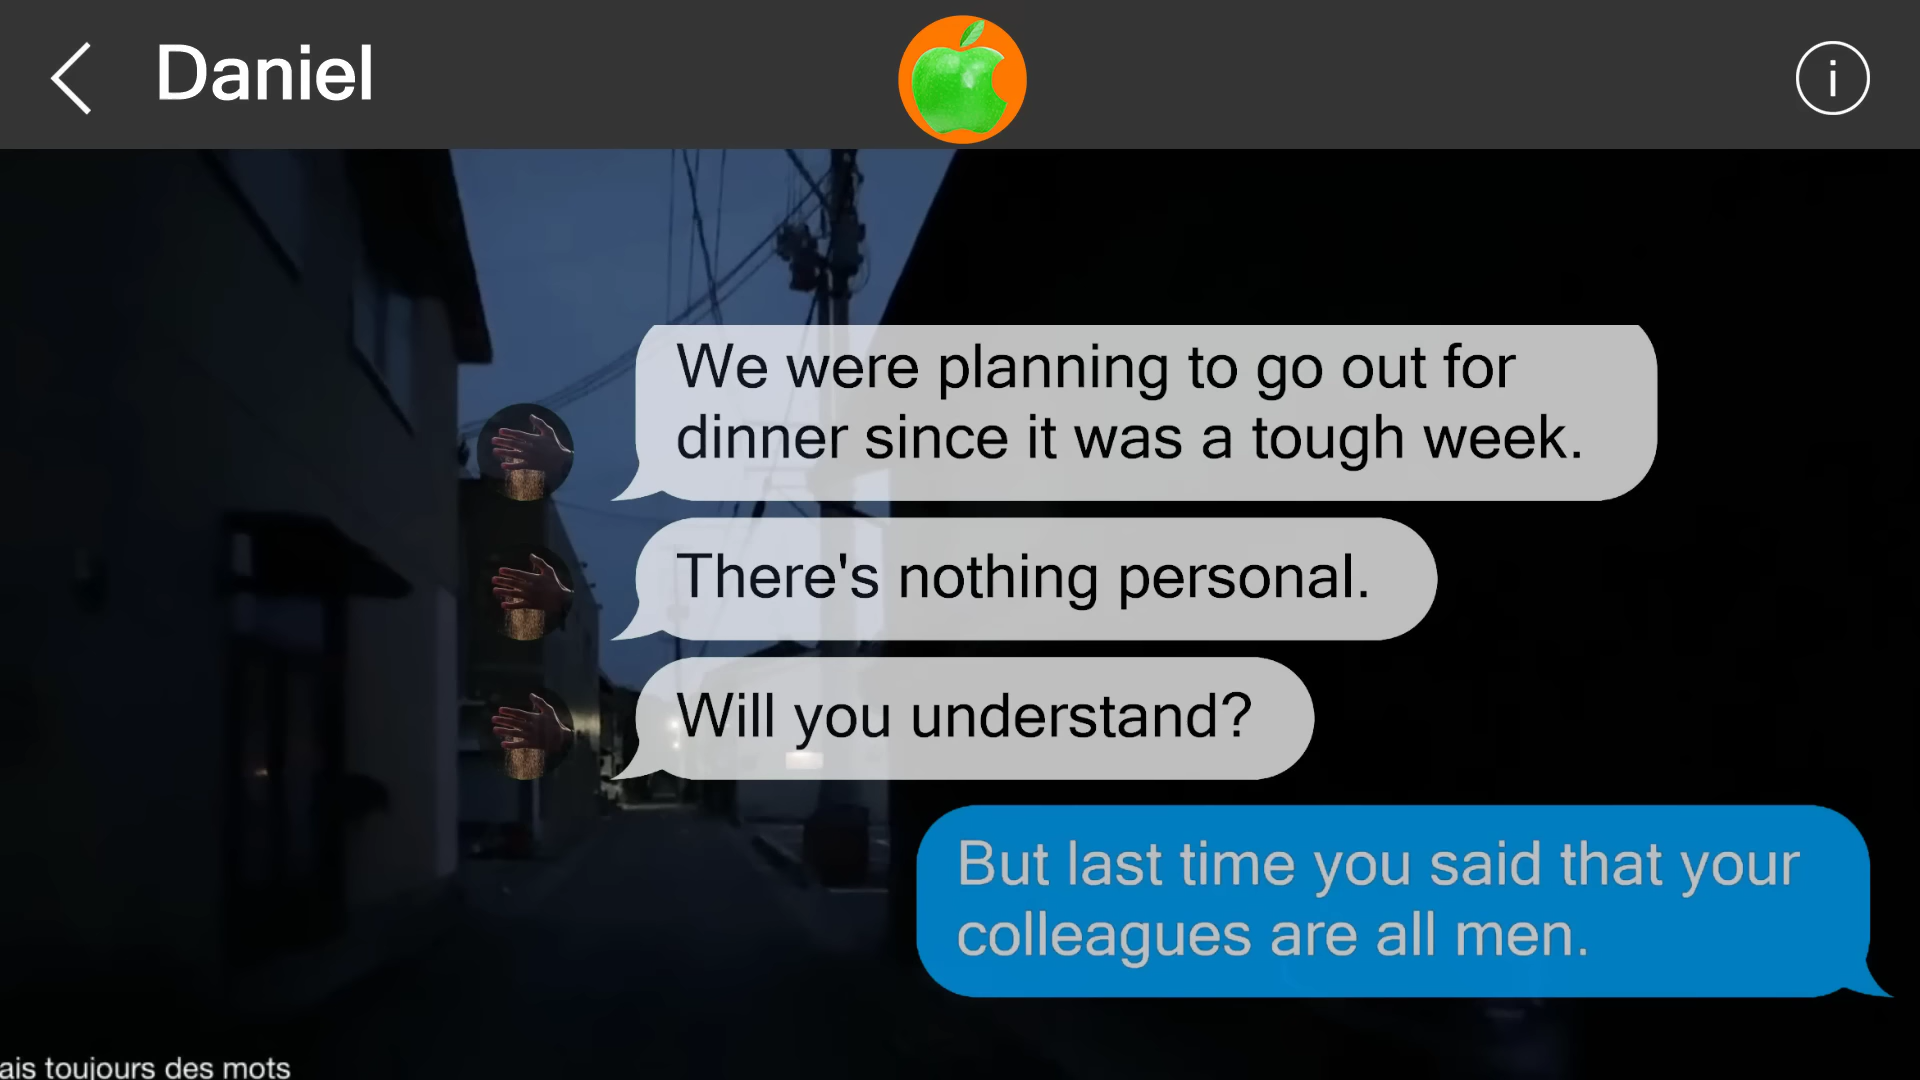 Daniel
i
We were planning to go out for
dinner since it was a tough week.
There's nothing personal.
Will you understand?
But last time you said that your
colleagues are all men.
ais toujours des mots